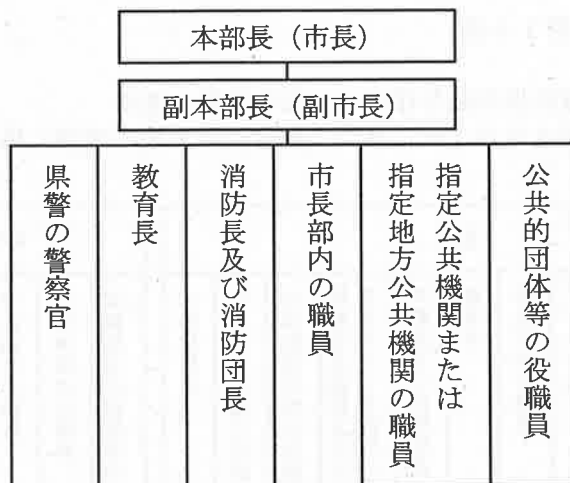 本部長（市長）
副本部長（副市長）
県警の警察官
教育長
消防長及び消防団長
市長部内の職員
指定公共機関または
指定地方公共機関の職員
公共的団体等の役職員